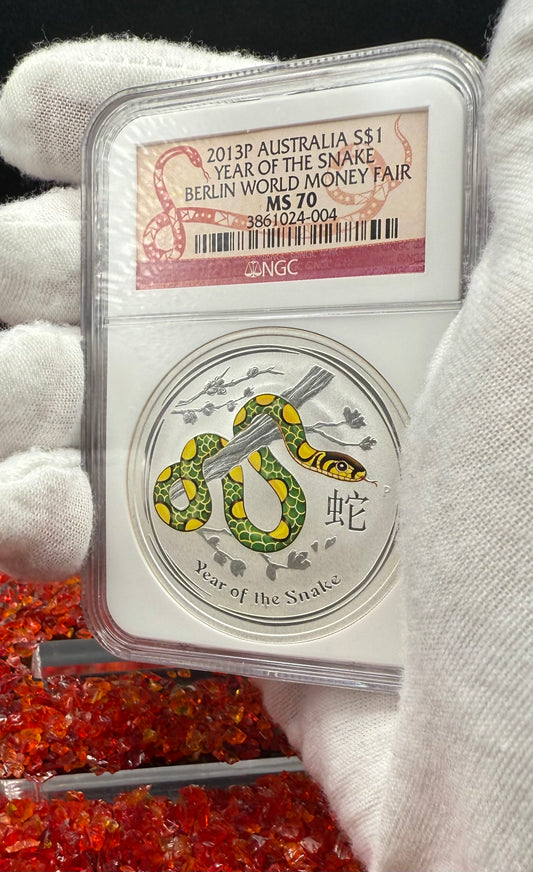 2013P AUSTRALIA S$1
YEAR OF THE SNAKE
BERLIN WORLD MONEY FAIR
MS 70
3861024-004
NGC
P
蛇
Year of the Snake